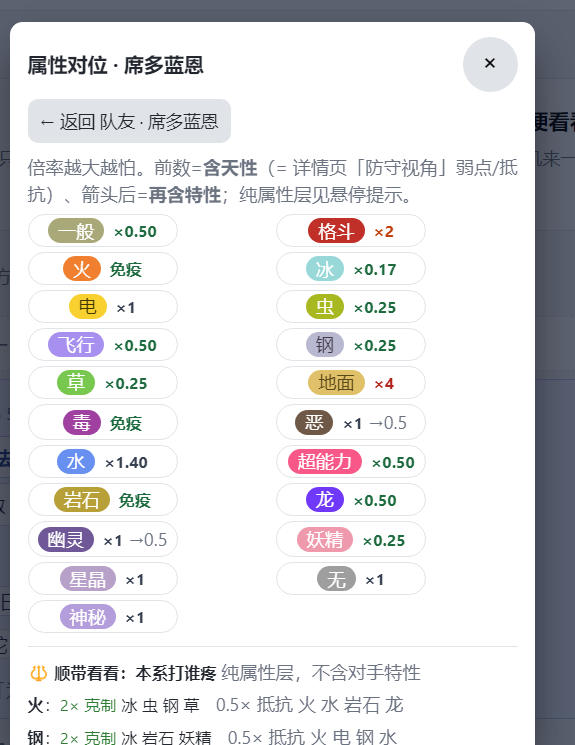 属性对位 · 席多蓝恩
×
← 返回 队友 · 席多蓝恩
倍率越大越怕。前数=含天性（= 详情页「防守视角」弱点/抵
抗）、箭头后=再含特性；纯属性层见悬停提示。
一般 ×0.50
格斗 ×2
火 免疫
冰 ×0.17
电 ×1
虫 ×0.25
飞行 ×0.50
钢 ×0.25
草 ×0.25
地面 ×4
毒 免疫
恶 ×1 →0.5
水 ×1.40
超能力 ×0.50
岩石 免疫
龙 ×0.50
幽灵 ×1 →0.5
妖精 ×0.25
星晶 ×1
无 ×1
神秘 ×1
顺带看看：本系打谁疼 纯属性层，不含对手特性
火：2× 克制 冰 虫 钢 草 0.5× 抵抗 火 水 岩石 龙
钢：2× 克制 冰 岩石 妖精 0.5× 抵抗 火 电 钢 水